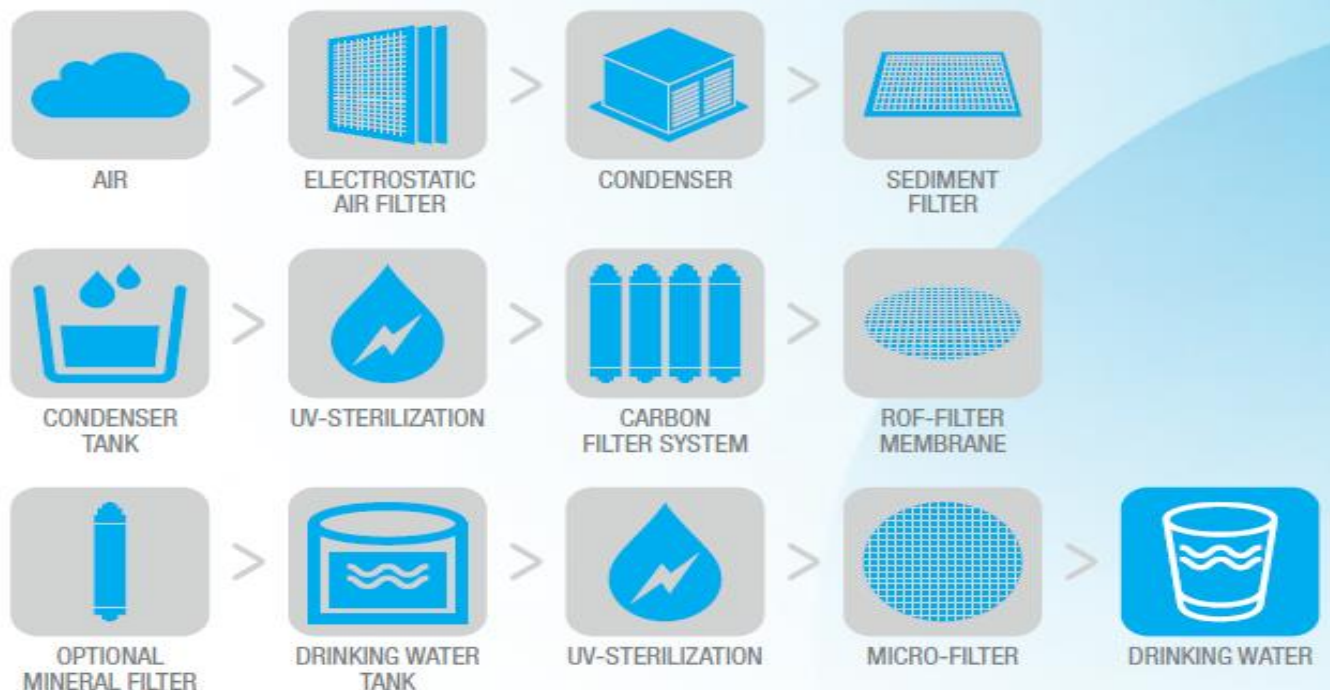 AIR
ELECTROSTATIC
AIR FILTER
CONDENSER
SEDIMENT
FILTER
CONDENSER
TANK
UV-STERILIZATION
CARBON
FILTER SYSTEM
ROF-FILTER
MEMBRANE
OPTIONAL
MINERAL FILTER
DRINKING WATER
TANK
UV-STERILIZATION
MICRO-FILTER
DRINKING WATER